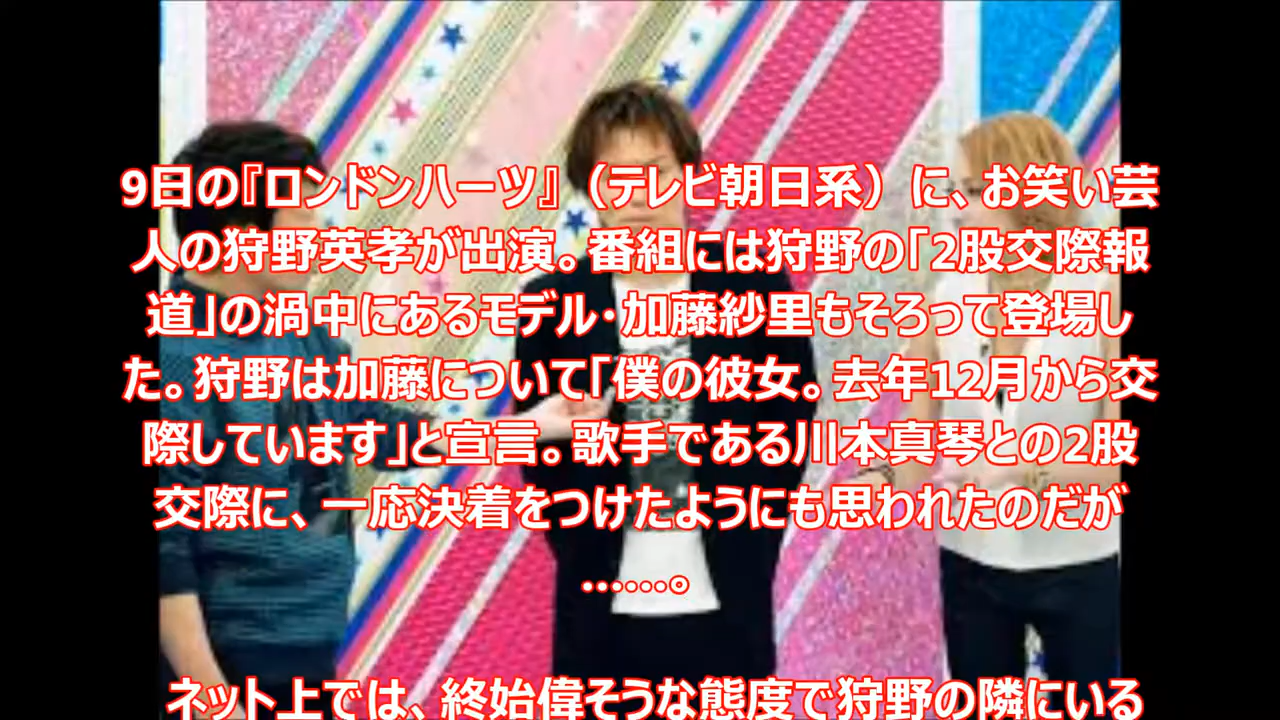 9日の『ロンドンハーツ』（テレビ朝日系）に、お笑い芸
人の狩野英孝が出演。番組には狩野の「2股交際報
道」の渦中にあるモデル・加藤紗里もそろって登場し
た。狩野は加藤について「僕の彼女。去年12月から交
際しています」と宣言。歌手である川本真琴との2股
交際に、一応決着をつけたようにも思われたのだが
……。
ネット上では、終始偉そうな態度で狩野の隣にいる